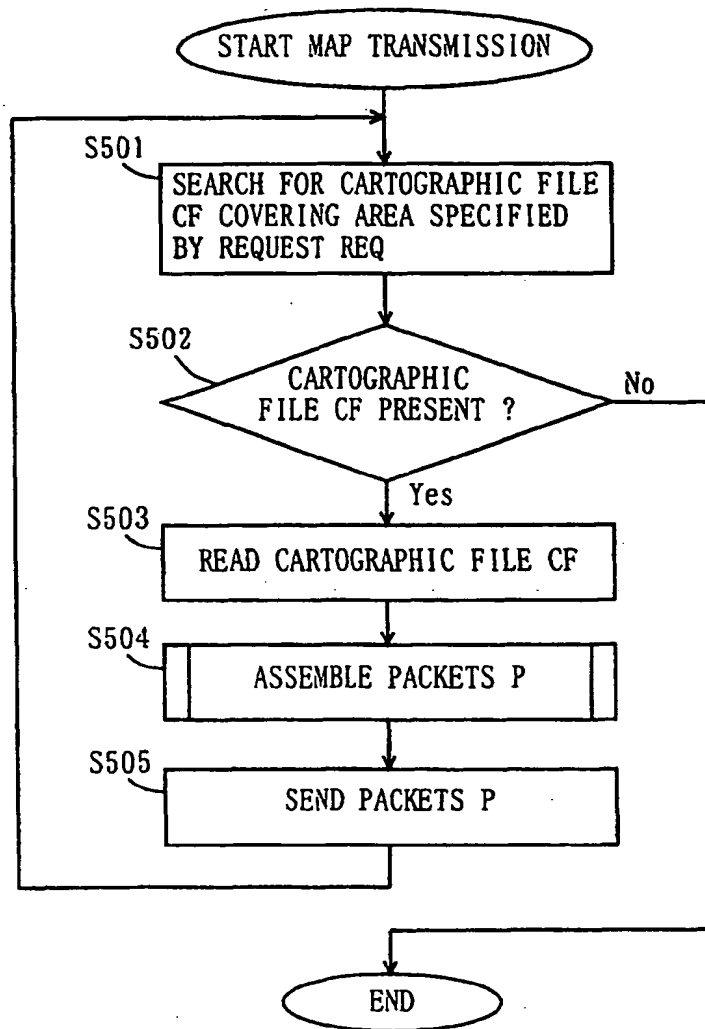 START MAP TRANSMISSION
S501
SEARCH FOR CARTOGRAPHIC FILE
CF COVERING AREA SPECIFIED
BY REQUEST REQ
S502
CARTOGRAPHIC
FILE CF PRESENT ?
No
Yes
S503
READ CARTOGRAPHIC FILE CF
S504
ASSEMBLE PACKETS P
S505
SEND PACKETS P
END